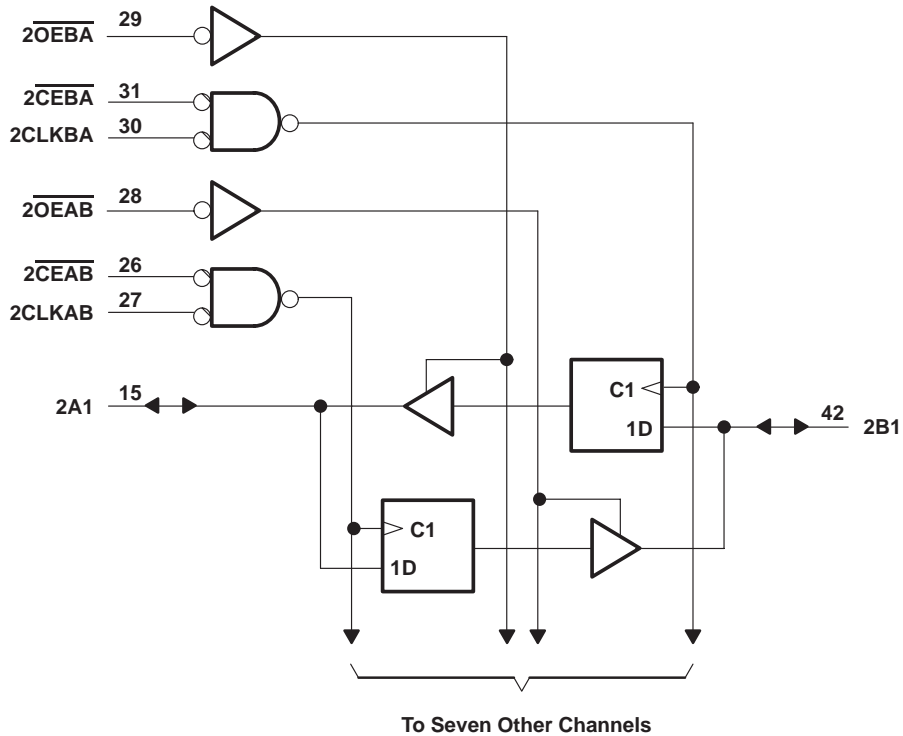 2OEBA 29
2CEBA 31
2CLKBA 30
2OEAB 28
2CEAB 26
2CLKAB 27
2A1 15
C1
1D
42 2B1
C1
1D
To Seven Other Channels